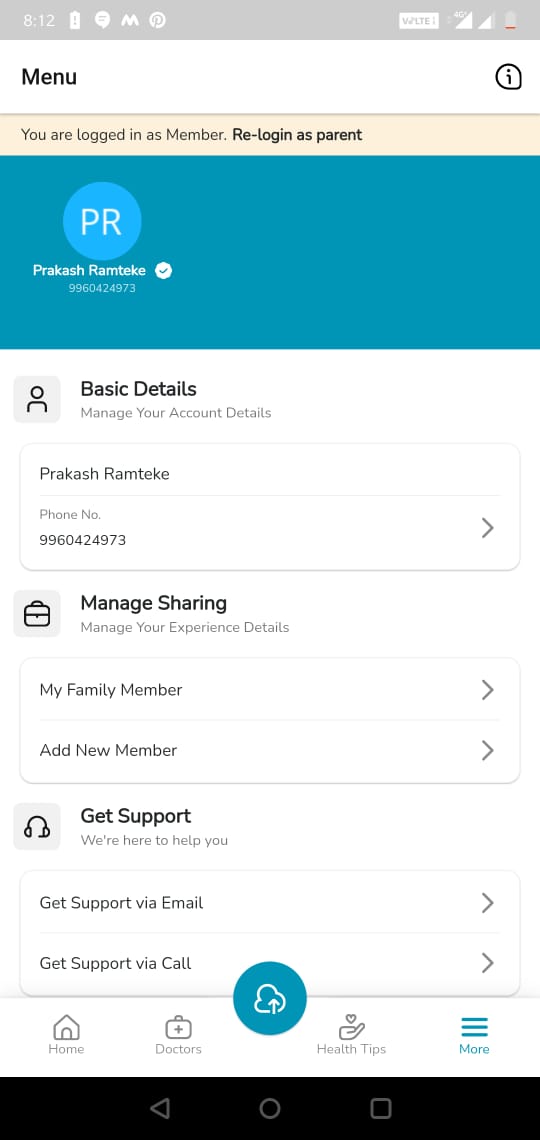 8:12
VoLTE 4G+
Menu
You are logged in as Member. Re-login as parent
PR
Prakash Ramteke
9960424973
Basic Details
Manage Your Account Details
Prakash Ramteke
Phone No.
9960424973
Manage Sharing
Manage Your Experience Details
My Family Member
Add New Member
Get Support
We're here to help you
Get Support via Email
Get Support via Call
Home Doctors Health Tips More